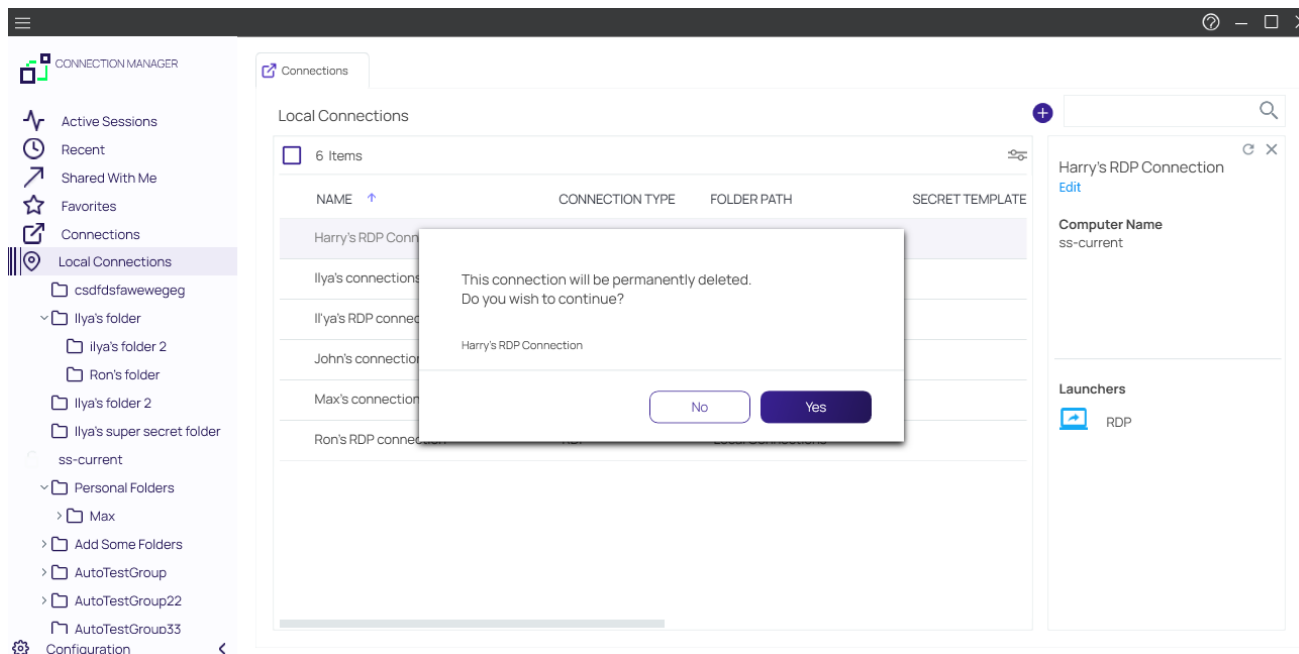 CONNECTION MANAGER
Active Sessions
Recent
Shared With Me
Favorites
Connections
Local Connections
csdfdsfawewegeg
Ilya's folder
ilya's folder 2
Ron's folder
Ilya's folder 2
Ilya's super secret folder
ss-current
Personal Folders
Max
Add Some Folders
AutoTestGroup
AutoTestGroup22
AutoTestGroup33
Configuration
Connections
Local Connections
6 Items
NAME CONNECTION TYPE FOLDER PATH SECRET TEMPLATE
Harry's RDP Conn
Ilya's connections
Il'ya's RDP connec
John's connection
Max's connection
Ron's RDP connection RDP Local Connections
This connection will be permanently deleted.
Do you wish to continue?
Harry's RDP Connection
No Yes
Harry's RDP Connection
Edit
Computer Name
ss-current
Launchers
RDP